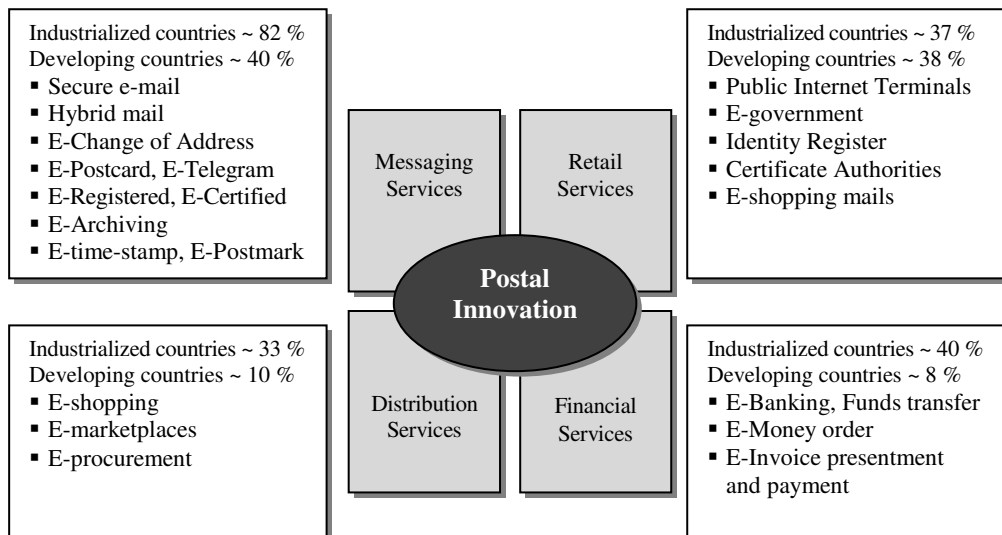 Industrialized countries ~ 82 %
Developing countries ~ 40 %
▪ Secure e-mail
▪ Hybrid mail
▪ E-Change of Address
▪ E-Postcard, E-Telegram
▪ E-Registered, E-Certified
▪ E-Archiving
▪ E-time-stamp, E-Postmark
Messaging
Services
Retail
Services
Industrialized countries ~ 37 %
Developing countries ~ 38 %
▪ Public Internet Terminals
▪ E-government
▪ Identity Register
▪ Certificate Authorities
▪ E-shopping mails
Postal
Innovation
Industrialized countries ~ 33 %
Developing countries ~ 10 %
▪ E-shopping
▪ E-marketplaces
▪ E-procurement
Distribution
Services
Financial
Services
Industrialized countries ~ 40 %
Developing countries ~ 8 %
▪ E-Banking, Funds transfer
▪ E-Money order
▪ E-Invoice presentment
and payment